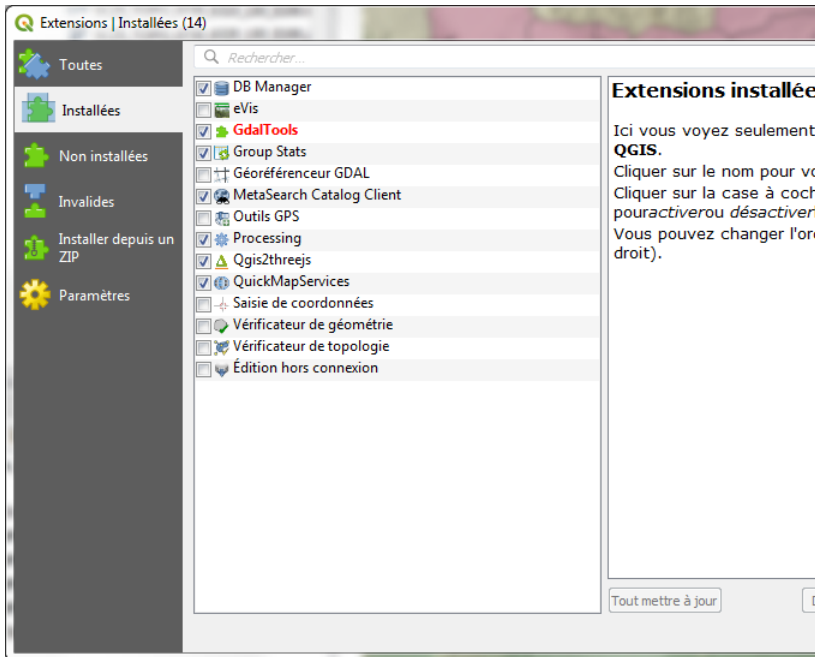 Extensions | Installées (14)
Toutes
Installées
Non installées
Invalides
Installer depuis un
ZIP
Paramètres
Rechercher...
DB Manager
eVis
GdalTools
Group Stats
Géoréférenceur GDAL
MetaSearch Catalog Client
Outils GPS
Processing
Qgis2threejs
QuickMapServices
Saisie de coordonnées
Vérificateur de géométrie
Vérificateur de topologie
Édition hors connexion
Extensions installée
Ici vous voyez seulement
QGIS.
Cliquer sur le nom pour vo
Cliquer sur la case à coch
pouractiverou désactiver
Vous pouvez changer l'or
droit).
Tout mettre à jour